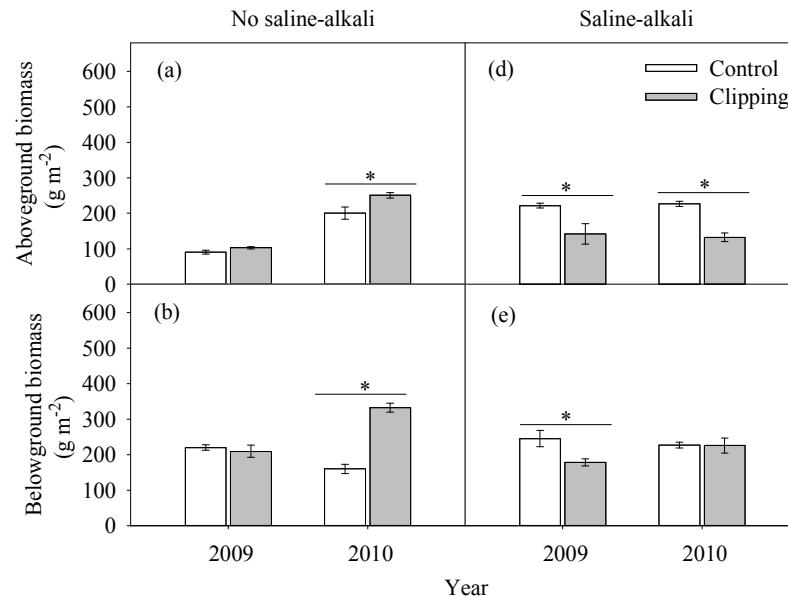 No saline-alkali
Saline-alkali
Aboveground biomass
(g m-2)
600
500
400
300
200
100
0
(a)
*
(d)
Control
Clipping
*
*
Belowground biomass
(g m-2)
600
500
400
300
200
100
0
(b)
*
(e)
*
2009
2010
2009
2010
Year